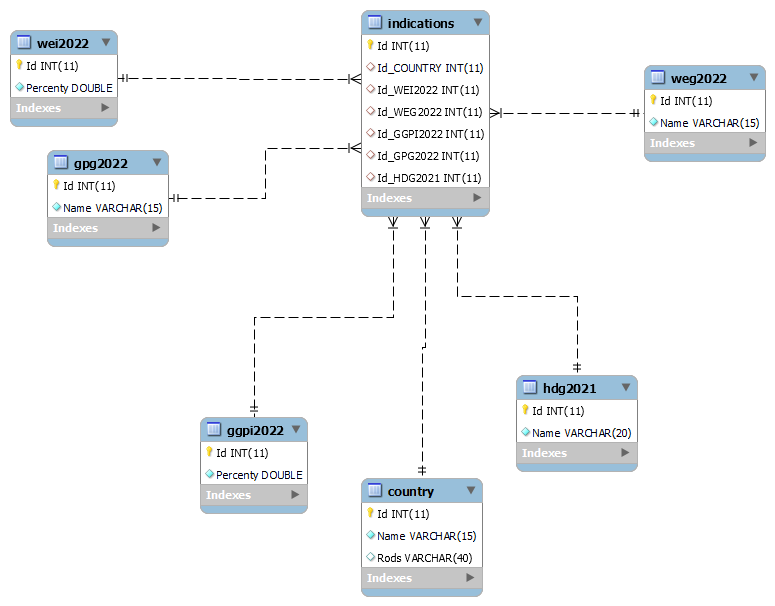 indications
Id INT(11)
Id_COUNTRY INT(11)
Id_WEI2022 INT(11)
Id_WEG2022 INT(11)
Id_GGPI2022 INT(11)
Id_GPG2022 INT(11)
Id_HDG2021 INT(11)
Indexes
wei2022
Id INT(11)
Percenty DOUBLE
Indexes
weg2022
Id INT(11)
Name VARCHAR(15)
Indexes
gpg2022
Id INT(11)
Name VARCHAR(15)
Indexes
hdg2021
Id INT(11)
Name VARCHAR(20)
Indexes
ggpi2022
Id INT(11)
Percenty DOUBLE
Indexes
country
Id INT(11)
Name VARCHAR(15)
Rods VARCHAR(40)
Indexes